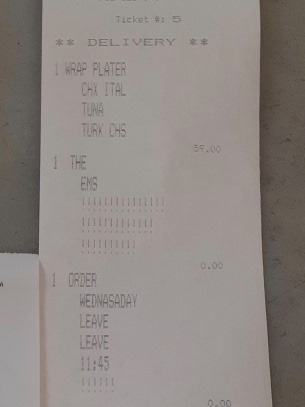 Ticket #: 5
** DELIVERY **
1 WRAP PLATER
CHX ITAL
TUNA
TURK CHS
59.00
1 THE
EMS
!!!!!!!!!!!!!!!
!!!!!!!!!!!!!
!!!!!!!!!!
0.00
1 ORDER
WEDNASADAY
LEAVE
LEAVE
11:45
!!!!!!
0.00